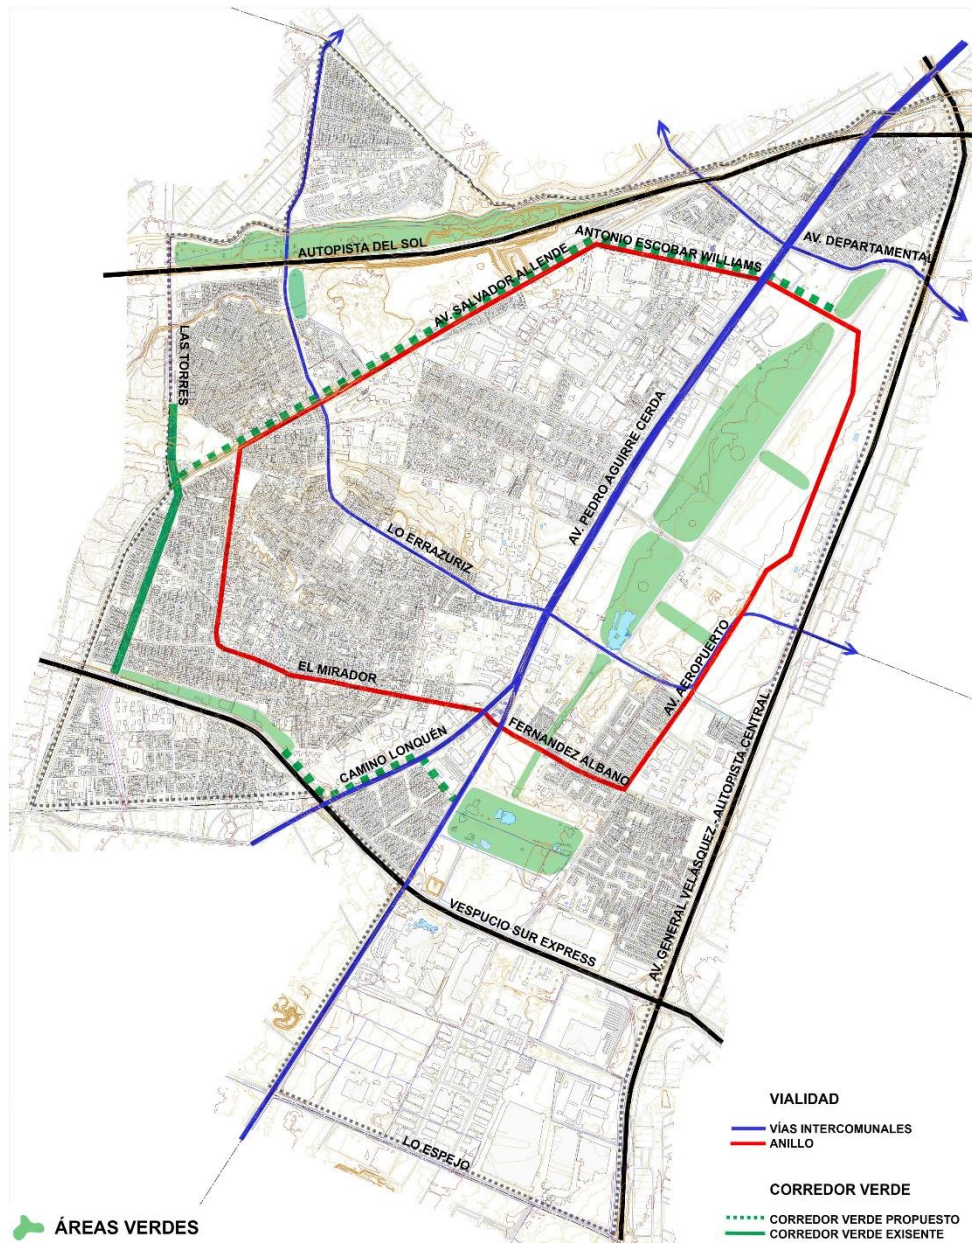 AUTOPISTA DEL SOL
ANTONIO ESCOBAR WILLIAMS
AV. DEPARTAMENTAL
AV. SALVADOR ALLENDE
LAS TORRES
AV. PEDRO AGUIRRE CERDA
LO ERRAZURIZ
AV. AEROPUERTO
EL MIRADOR
FERNANDEZ ALBANO
CAMINO LONQUÉN
AV. GENERAL VELÁSQUEZ - AUTOPISTA CENTRAL
VESPUCIO SUR EXPRESS
LO ESPEJO
VIALIDAD
VÍAS INTERCOMUNALES
ANILLO
CORREDOR VERDE
CORREDOR VERDE PROPUESTO
CORREDOR VERDE EXISENTE
ÁREAS VERDES